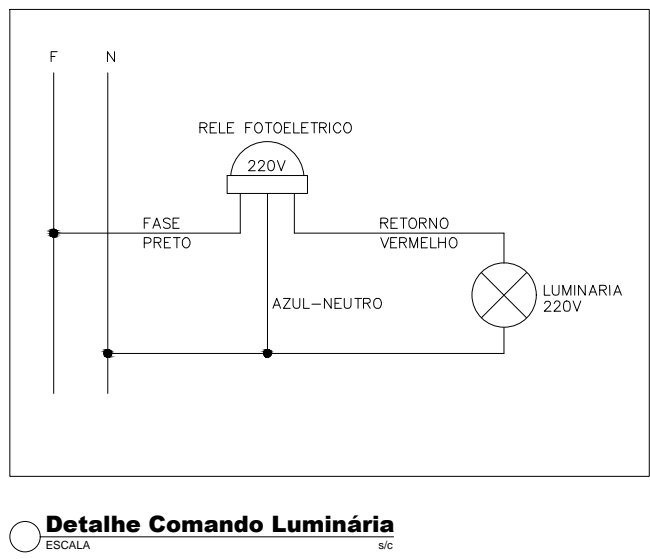 F N
RELE FOTOELETRICO
220V
FASE
PRETO
RETORNO
VERMELHO
AZUL-NEUTRO
LUMINARIA
220V
Detalhe Comando Luminária
ESCALA s/c